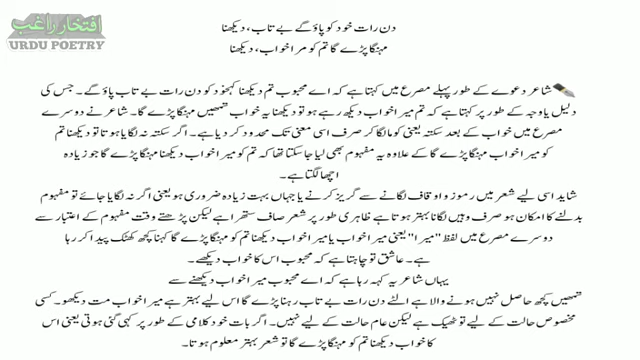 افتخار راغب
URDU POETRY
دن رات خود کو پاؤ گے بے تاب، دیکھنا
مہنگا پڑے گا تم کو مرا خواب، دیکھنا
شاعر دعوے کے طور پہلے مصرع میں کہتا ہے کہ اے محبوب تم دیکھنا کہ خود کو دن رات بے تاب پاؤ گے۔ جس کی
دلیل یا وجہ کے طور پر کہتا ہے کہ تم میرا خواب دیکھ رہے ہو تو دیکھنا یہ خواب تمھیں مہنگا پڑے گا۔ شاعر نے دوسرے
مصرع میں خواب کے بعد سکتہ یعنی کوما لگا کر صرف اسی معنی تک محدود کر دیا ہے۔ اگر سکتہ نہ لگایا ہوتا تو دیکھنا تم
کو میرا خواب مہنگا پڑے گا کے علاوہ یہ مفہوم بھی لیا جا سکتا تھا کہ تم کو میرا خواب دیکھنا مہنگا پڑے گا جو زیادہ
اچھا لگتا ہے۔
شاید اسی لیے شعر میں رموز و اوقاف لگانے سے گریز کرنے یا جہاں بہت زیادہ ضروری ہو یعنی اگر نہ لگایا جائے تو مفہوم
بدلنے کا امکان ہو صرف وہیں لگانا بہتر ہوتا ہے ظاہری طور پر شعر صاف ستھرا ہے لیکن پڑھتے وقت مفہوم کے اعتبار سے
دوسرے مصرع میں لفظ "میرا" یعنی میرا خواب یا میرا خواب دیکھنا تم کو مہنگا پڑے گا کہنا کچھ کھٹک پیدا کر رہا
ہے۔ عاشق تو چاہتا ہے کہ محبوب اس کا خواب دیکھے۔
یہاں شاعر یہ کہہ رہا ہے کہ اے محبوب میرا خواب دیکھنے سے
تمھیں کچھ حاصل نہیں ہونے والا ہے الٹے دن رات بے تاب رہنا پڑے گا اس لیے بہتر ہے میرا خواب مت دیکھو۔ کسی
مخصوص حالت کے لیے تو ٹھیک ہے لیکن عام حالت کے لیے نہیں۔ اگر بات خود کلامی کے طور پر کہی گئی ہوتی یعنی اس
کا خواب دیکھنا تم کو مہنگا پڑے گا تو شعر بہتر معلوم ہوتا۔